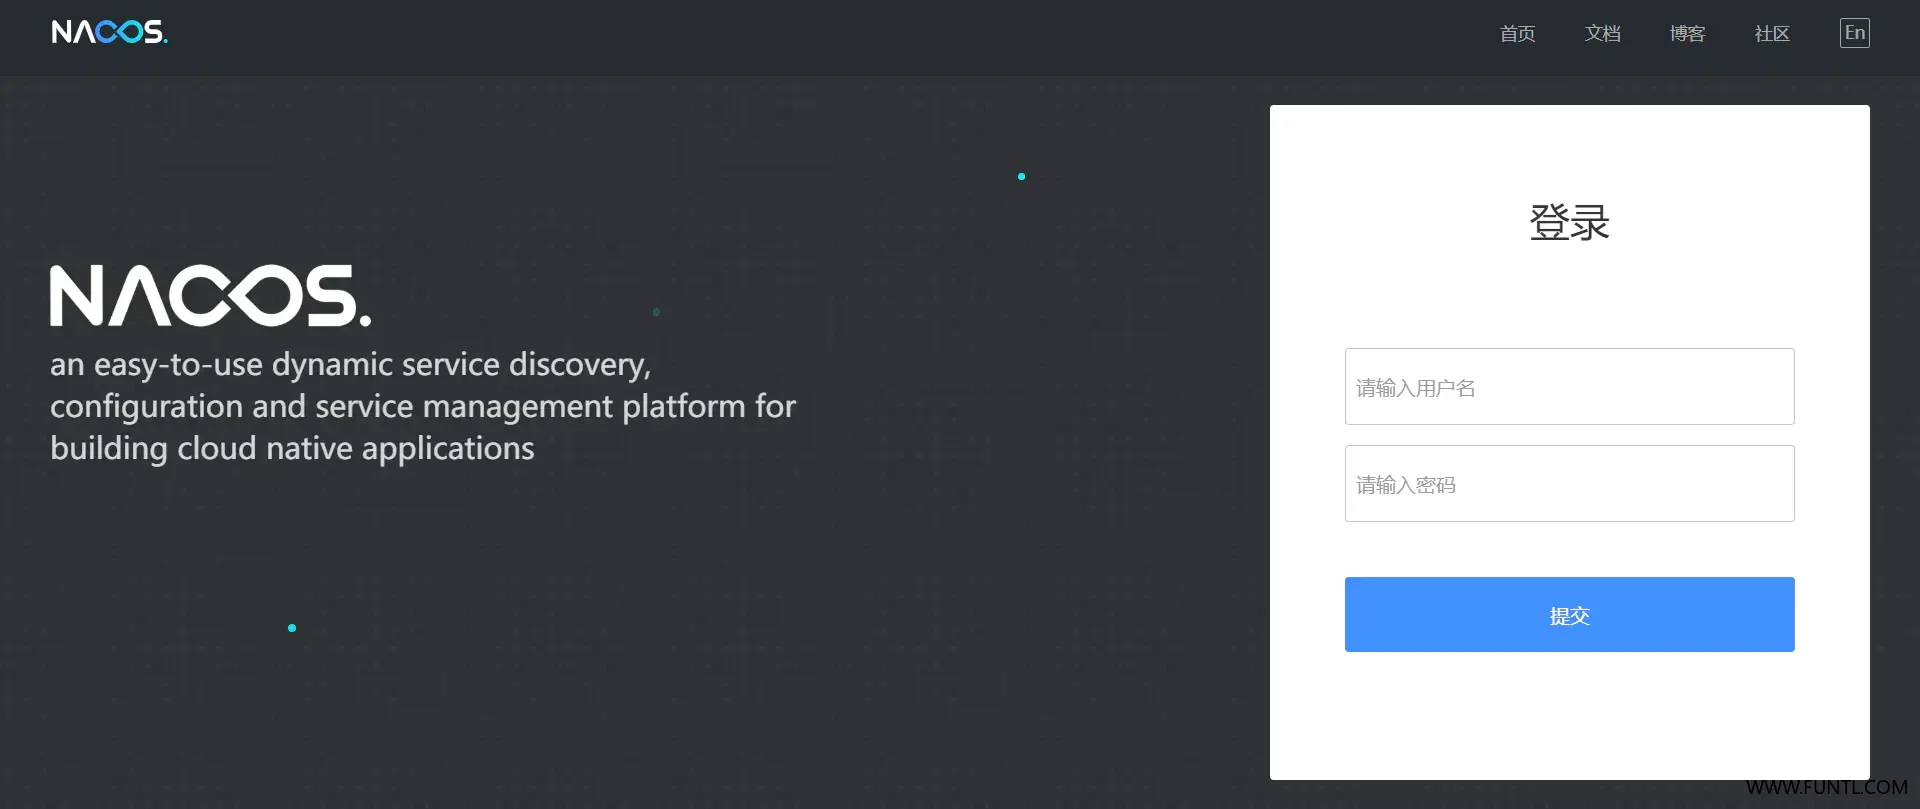 NACOS.
首页
文档
博客
社区
En
NACOS.
an easy-to-use dynamic service discovery,
configuration and service management platform for
building cloud native applications
登录
请输入用户名
请输入密码
提交
WWW.FUNTL.COM